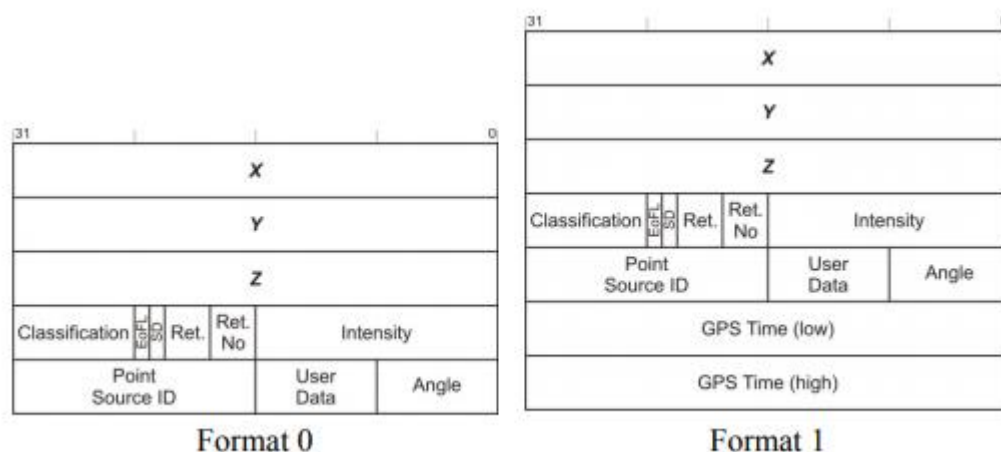 31 0
X
Y
Z
Classification EoFL SD Ret. Ret. No Intensity
Point Source ID User Data Angle
Format 0
31
X
Y
Z
Classification EoFL SD Ret. Ret. No Intensity
Point Source ID User Data Angle
GPS Time (low)
GPS Time (high)
Format 1